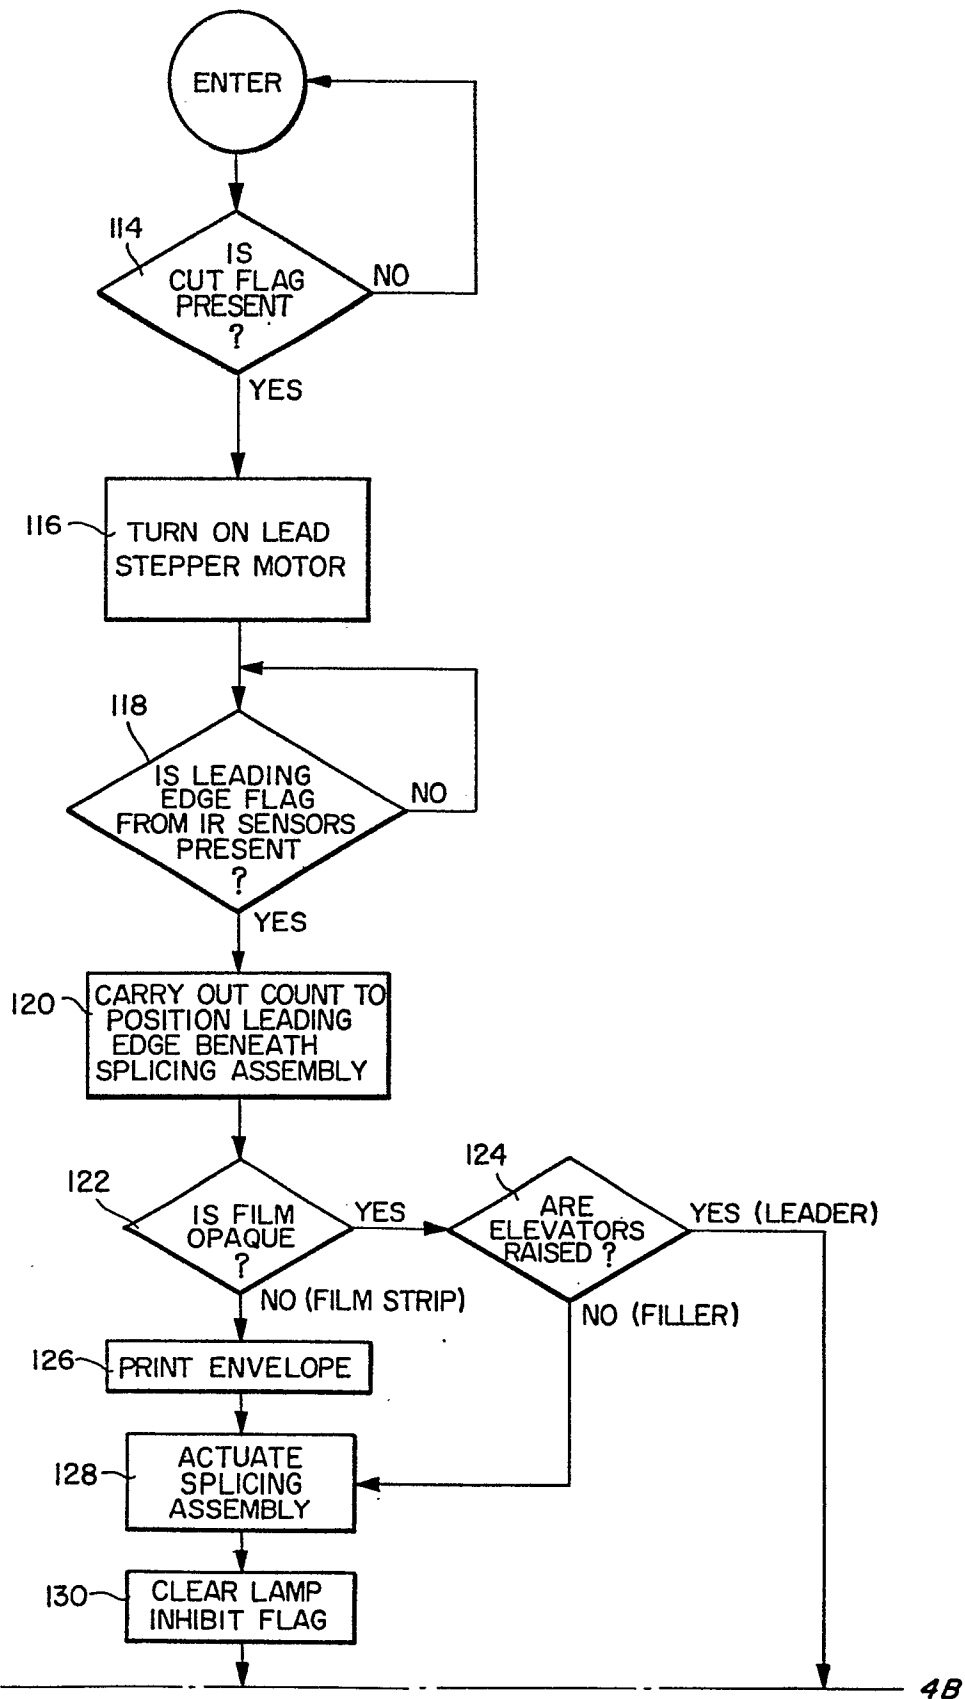 ENTER
114
IS
CUT FLAG
PRESENT
?
NO
YES
116
TURN ON LEAD
STEPPER MOTOR
118
IS LEADING
EDGE FLAG
FROM IR SENSORS
PRESENT
?
NO
YES
120
CARRY OUT COUNT TO
POSITION LEADING
EDGE BENEATH
SPLICING ASSEMBLY
122
IS FILM
OPAQUE
?
YES
NO (FILM STRIP)
124
ARE
ELEVATORS
RAISED ?
YES (LEADER)
NO (FILLER)
126
PRINT ENVELOPE
128
ACTUATE
SPLICING
ASSEMBLY
130
CLEAR LAMP
INHIBIT FLAG
4B